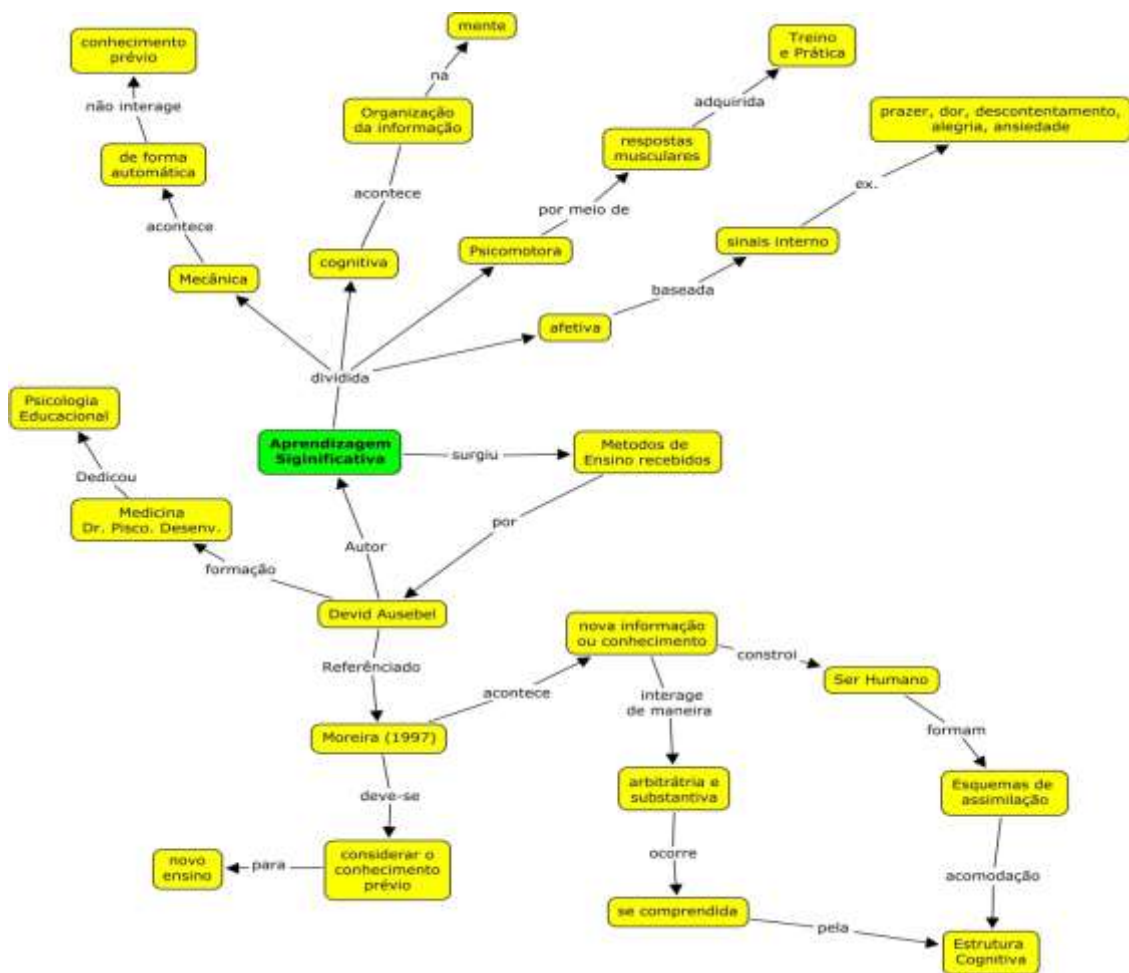 mente
conhecimento
prévio
Treino
e Prática
na
não interage
adquirida
Organização
da informação
prazer, dor, descontentamento,
alegria, ansiedade
respostas
musculares
de forma
automática
acontece
ex.
por meio de
acontece
sinais interno
Psicomotora
cognitiva
Mecânica
baseada
afetiva
dividida
Psicologia
Educacional
Aprendizagem
Siginificativa
surgiu
Metodos de
Ensino recebidos
Dedicou
Medicina
Dr. Pisco. Desenv.
por
Autor
formação
Devid Ausebel
nova informação
ou conhecimento
constroi
Referênciado
Ser Humano
acontece
interage
de maneira
formam
Moreira (1997)
arbitrátria e
substantiva
Esquemas de
assimilação
deve-se
ocorre
novo
ensino
para
considerar o
conhecimento
prévio
acomodação
se comprendida
pela
Estrutura
Cognitiva